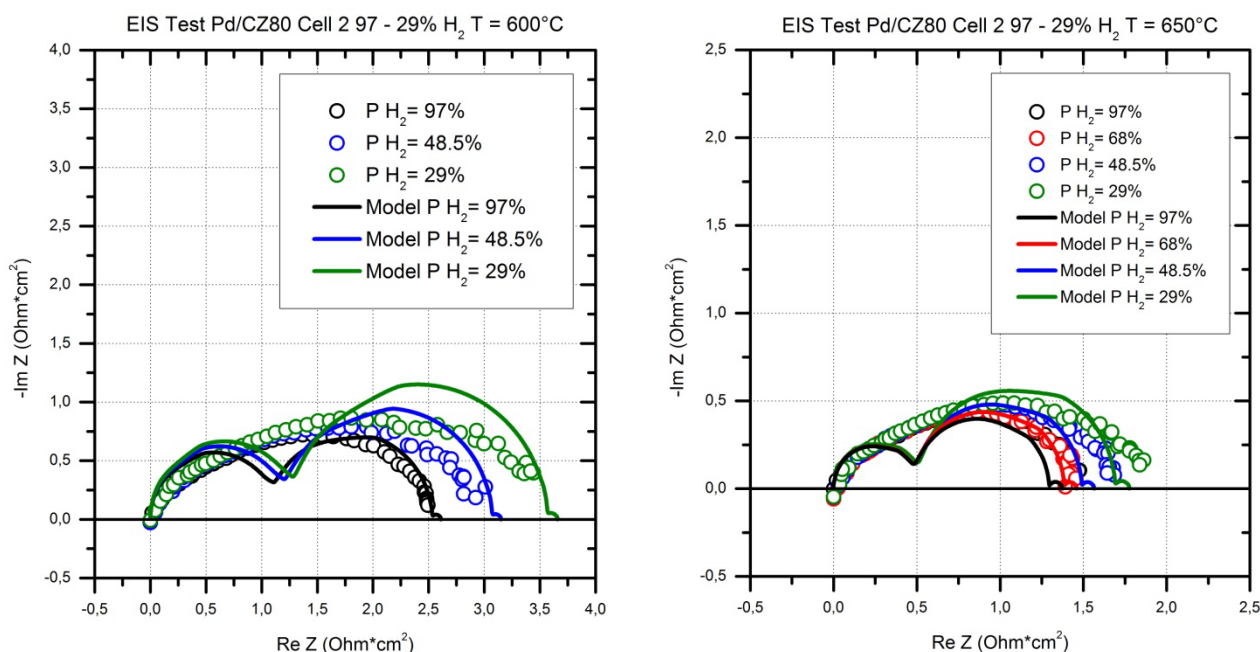 EIS Test Pd/CZ80 Cell 2 97 - 29% H₂ T = 600°C
4,0
3,5
3,0
2,5
2,0
1,5
1,0
0,5
0,0
-0,5
-Im Z (Ohm*cm²)
P H₂= 97%
P H₂= 48.5%
P H₂= 29%
Model P H₂= 97%
Model P H₂= 48.5%
Model P H₂= 29%
-0,5 0,0 0,5 1,0 1,5 2,0 2,5 3,0 3,5 4,0
Re Z (Ohm*cm²)
EIS Test Pd/CZ80 Cell 2 97 - 29% H₂ T = 650°C
2,5
2,0
1,5
1,0
0,5
0,0
-0,5
-Im Z (Ohm*cm²)
P H₂= 97%
P H₂= 68%
P H₂= 48.5%
P H₂= 29%
Model P H₂= 97%
Model P H₂= 68%
Model P H₂= 48.5%
Model P H₂= 29%
-0,5 0,0 0,5 1,0 1,5 2,0 2,5
Re Z (Ohm*cm²)